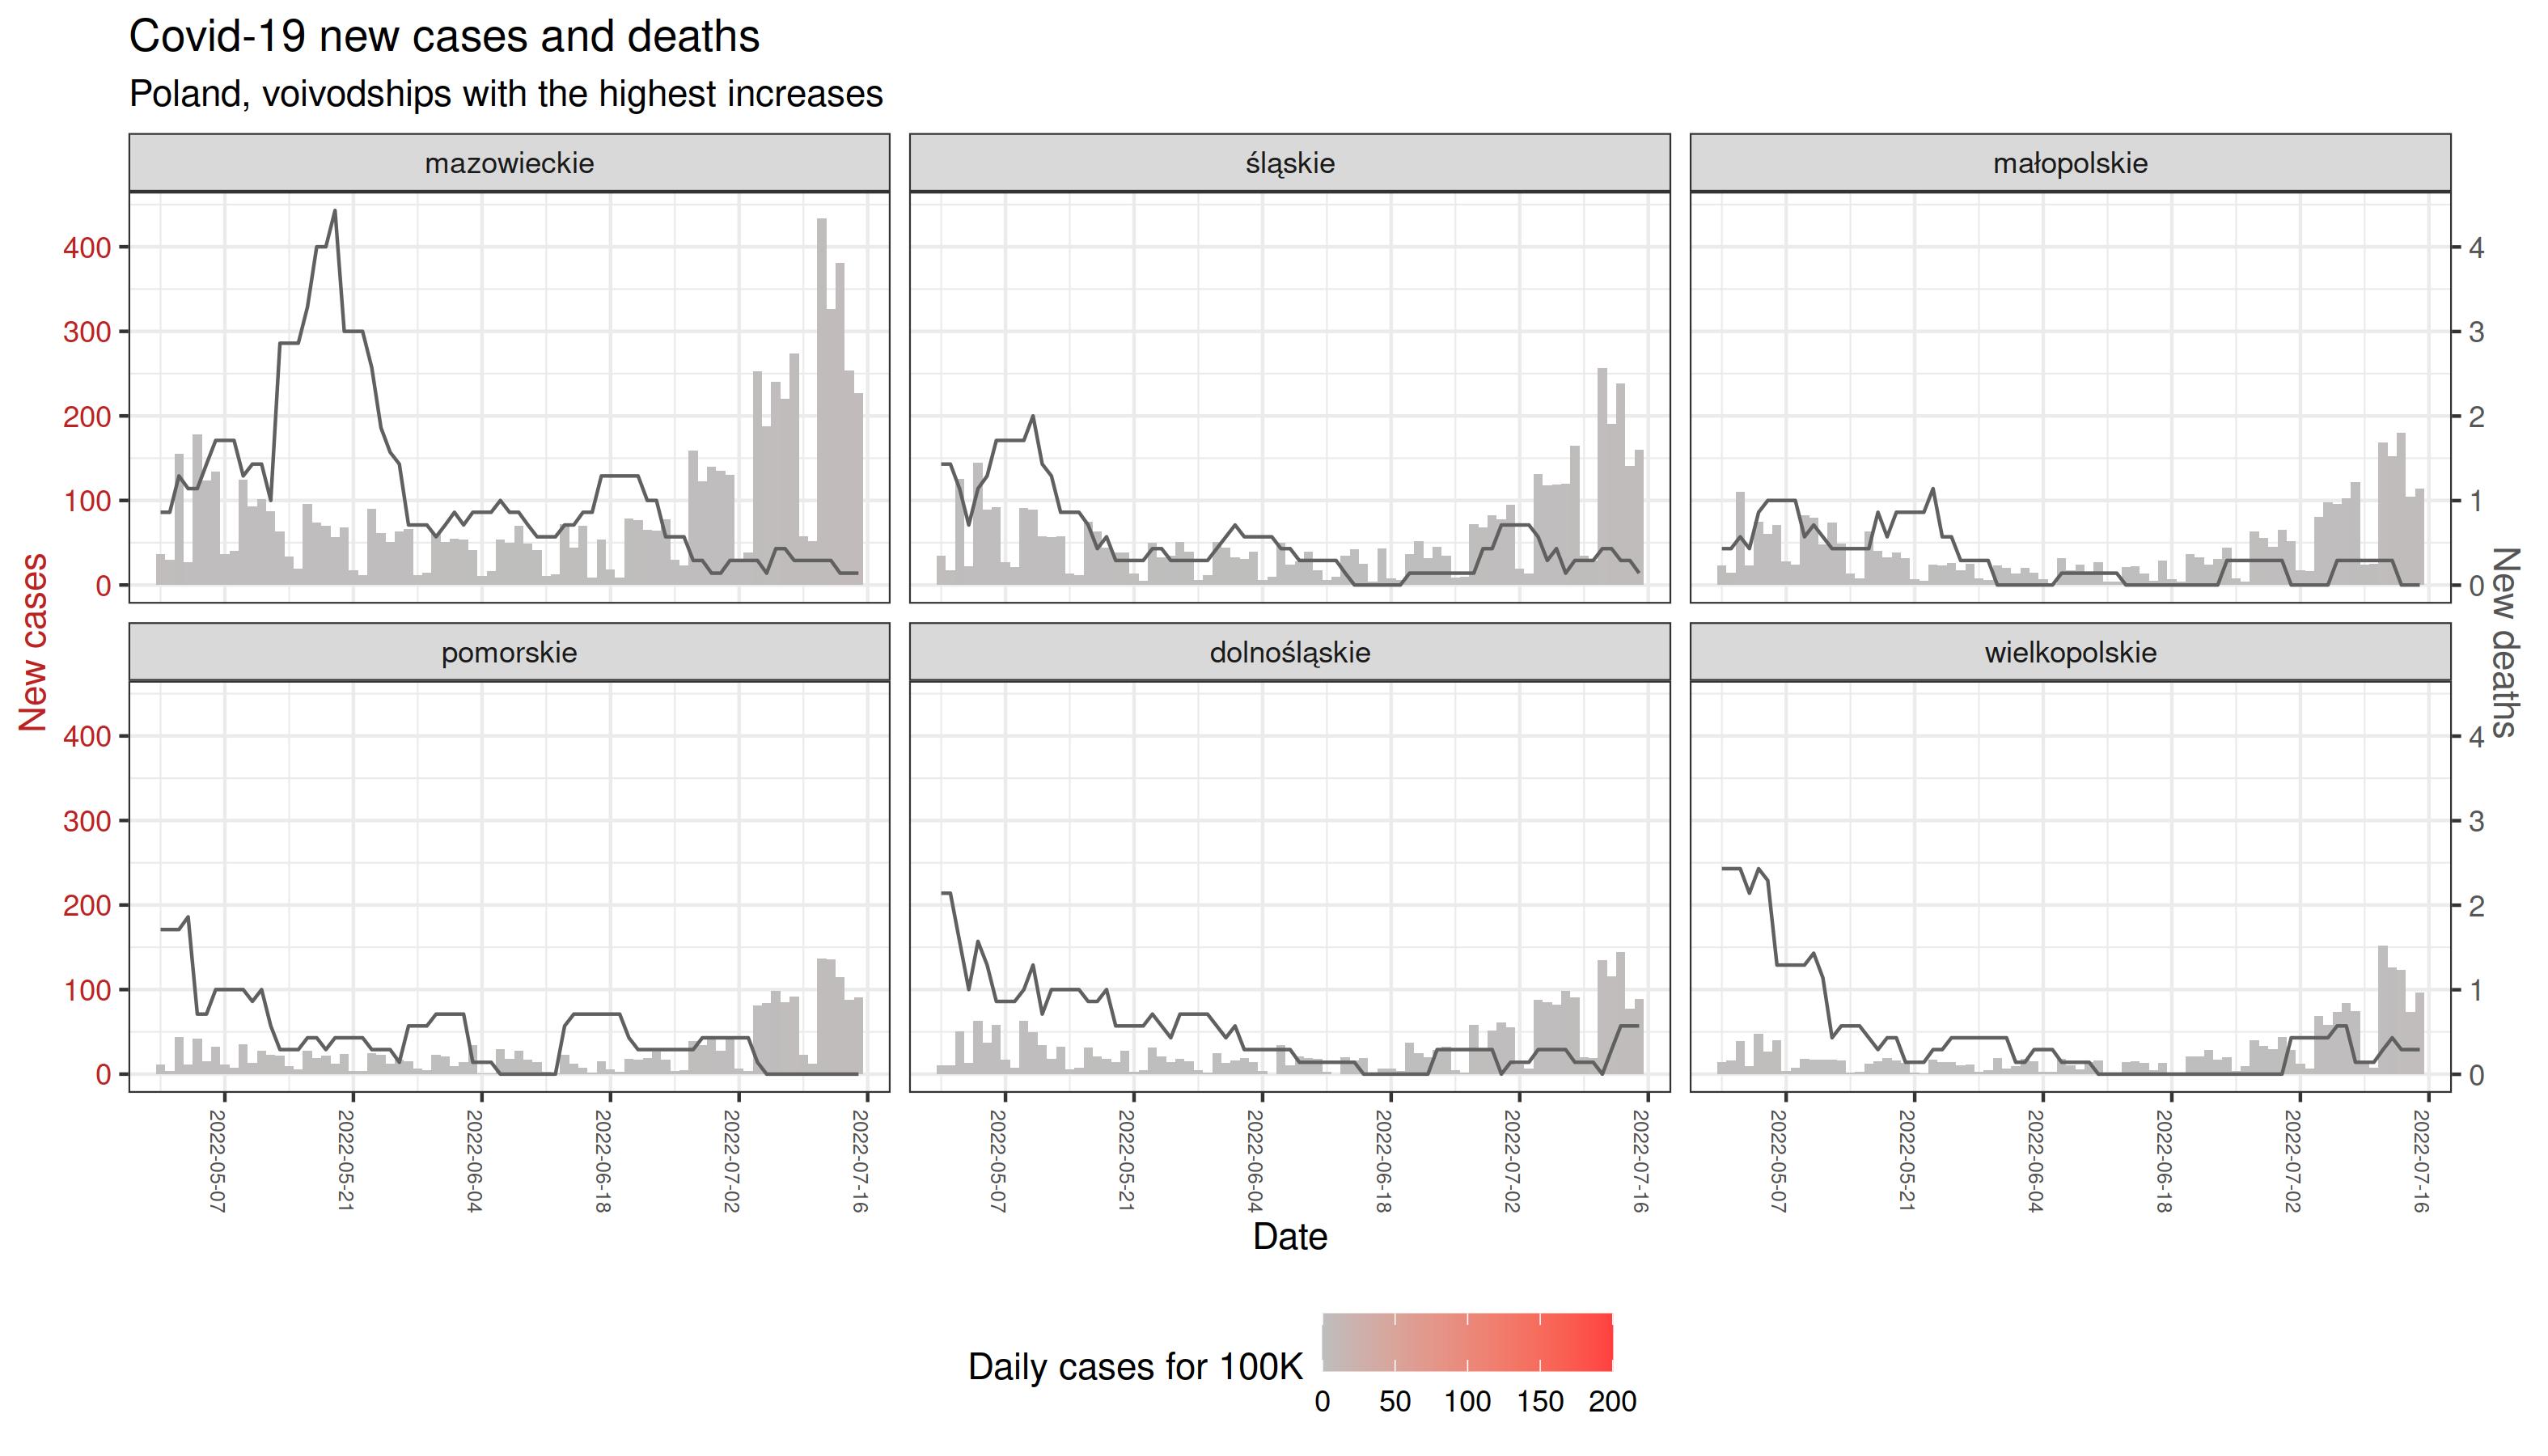 Covid-19 new cases and deaths
Poland, voivodships with the highest increases
mazowieckie
śląskie
małopolskie
400
300
200
100
0
4
3
2
1
0
New cases
New deaths
pomorskie
dolnośląskie
wielkopolskie
400
300
200
100
0
4
3
2
1
0
2022-05-07
2022-05-21
2022-06-04
2022-06-18
2022-07-02
2022-07-16
2022-05-07
2022-05-21
2022-06-04
2022-06-18
2022-07-02
2022-07-16
2022-05-07
2022-05-21
2022-06-04
2022-06-18
2022-07-02
2022-07-16
Date
Daily cases for 100K
0 50 100 150 200